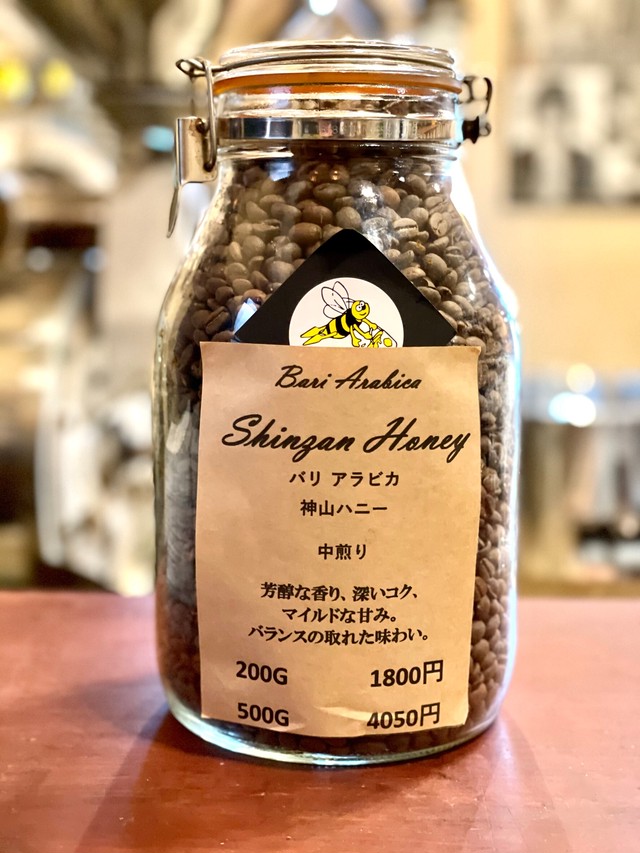 Bari Arabica
Shinzan Honey
バリ アラビカ
神山ハニー
中煎り
芳醇な香り、深いコク、
マイルドな甘み。
バランスの取れた味わい。
200G 1800円
500G 4050円